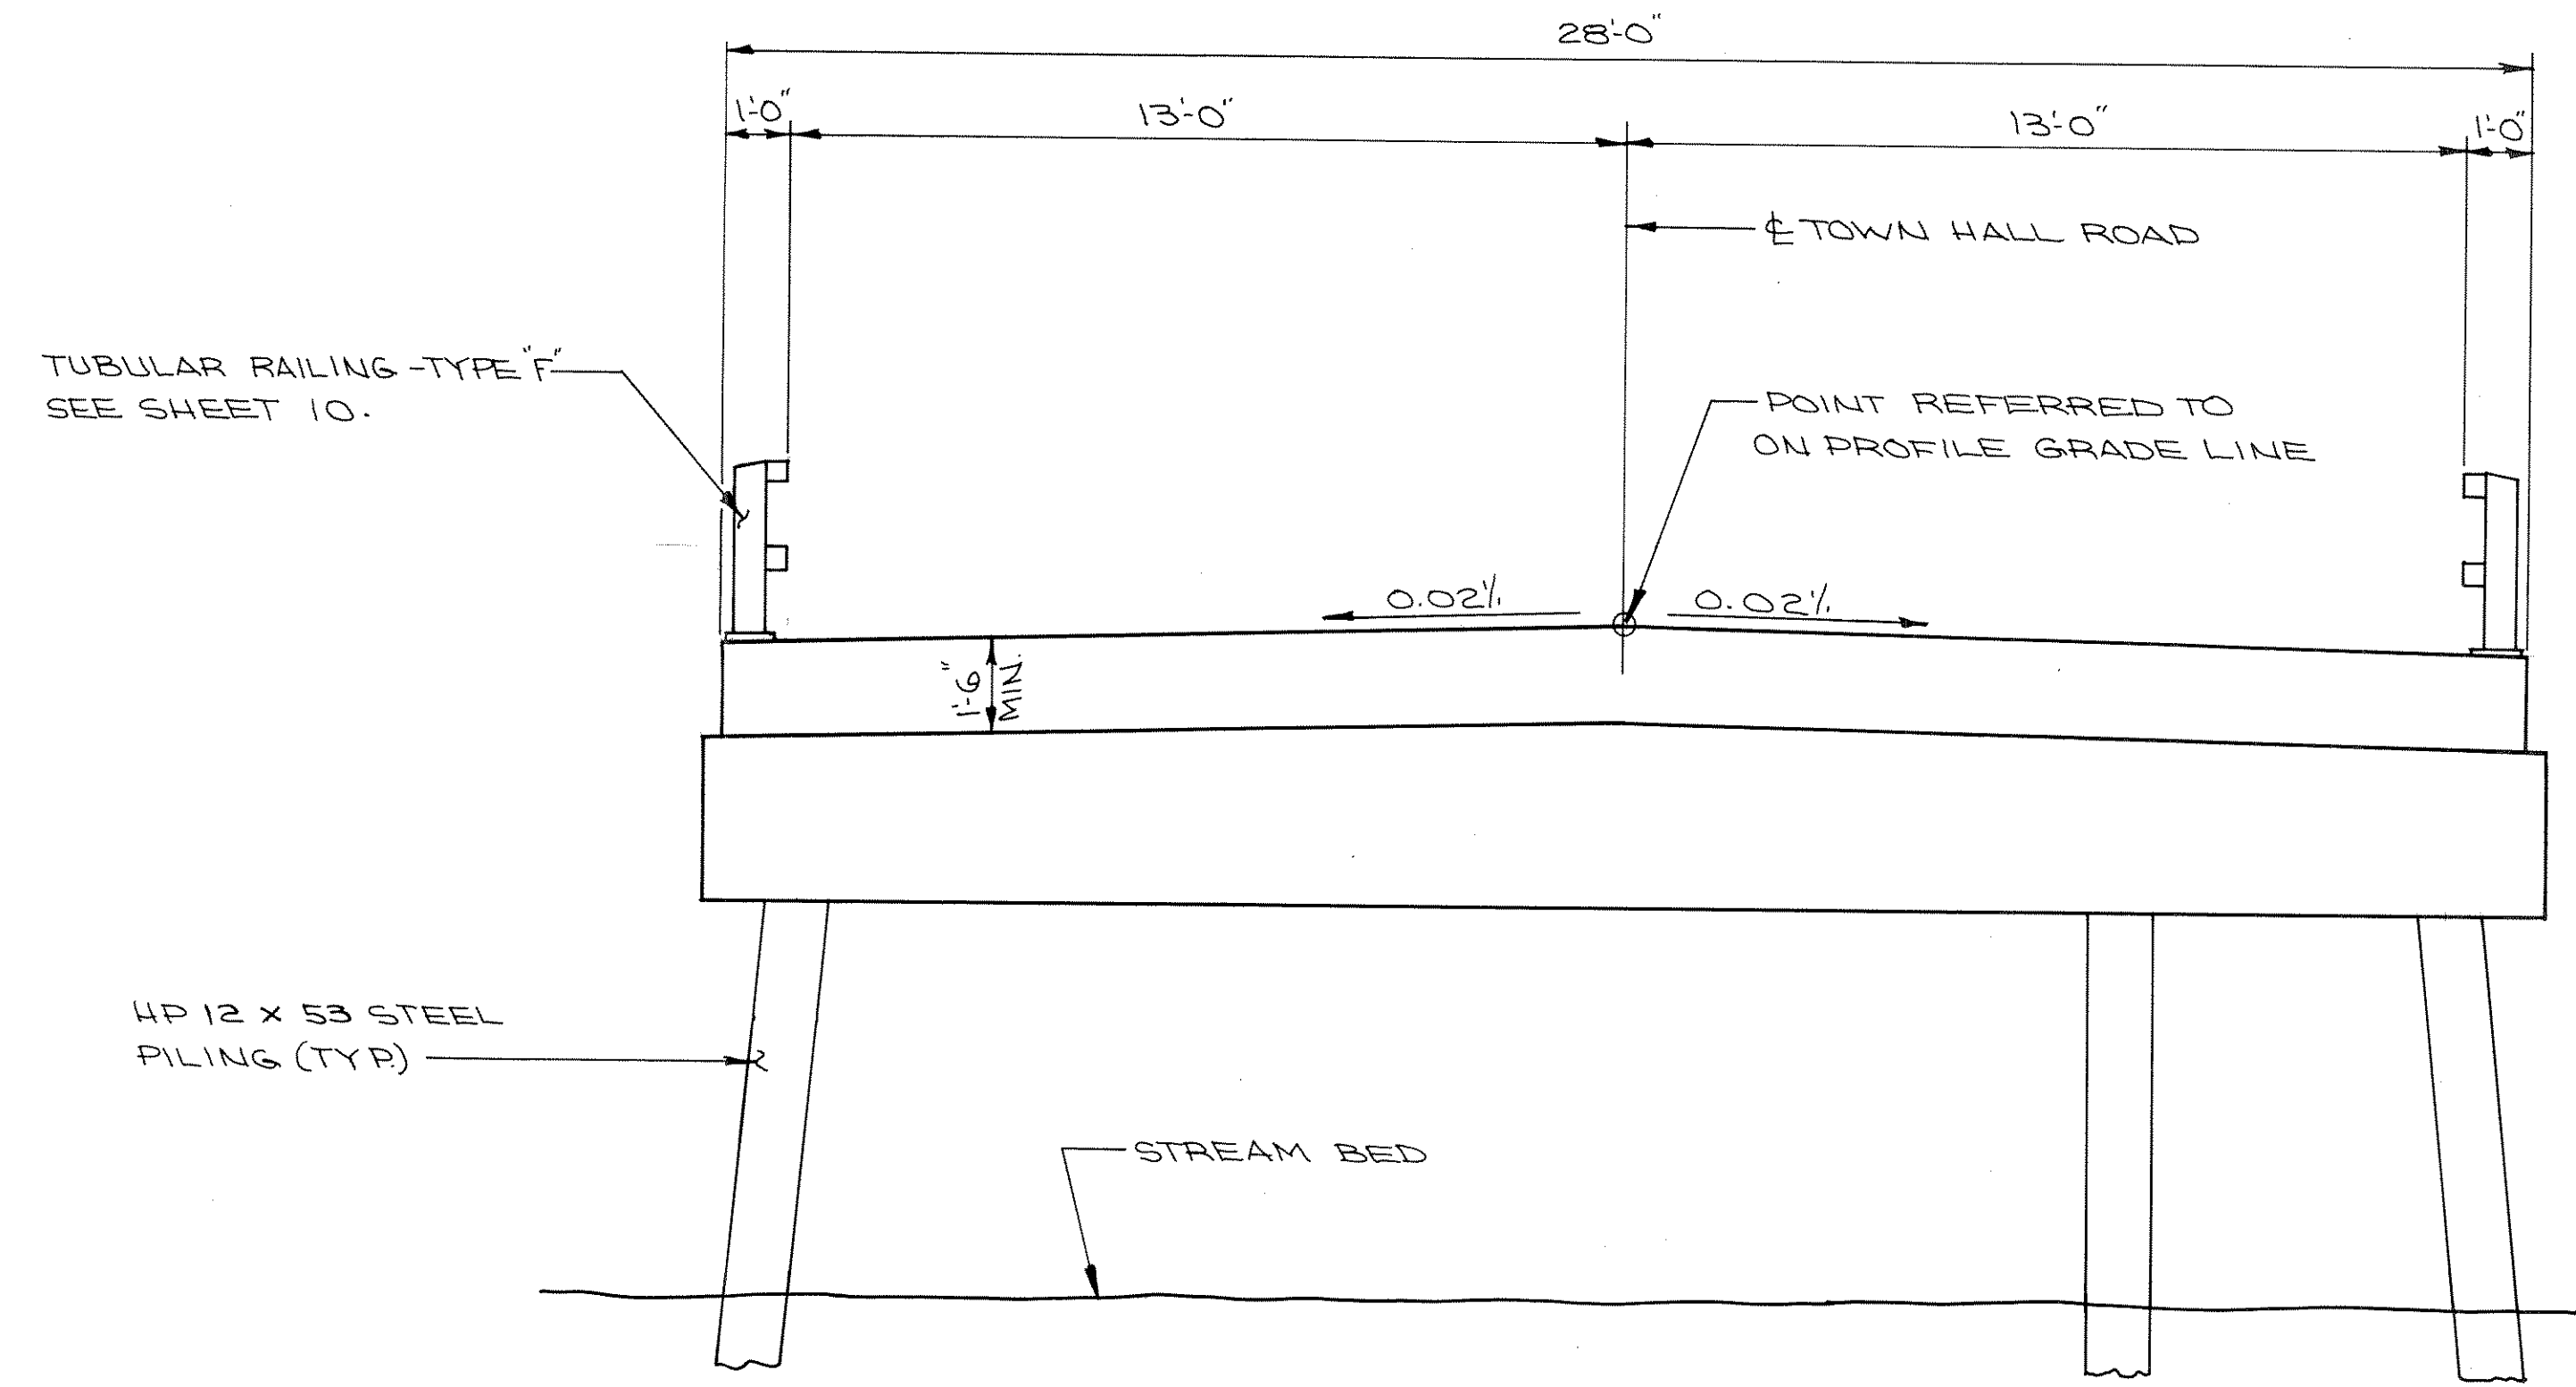 28'-0"
1'-0"
13'-0"
13'-0"
1'-0"
℄ TOWN HALL ROAD
TUBULAR RAILING - TYPE "F"
SEE SHEET 10.
POINT REFERRED TO
ON PROFILE GRADE LINE
0.02'/,
0.02'/,
1'-6"
MIN.
HP 12 X 53 STEEL
PILING (TYP.)
STREAM BED